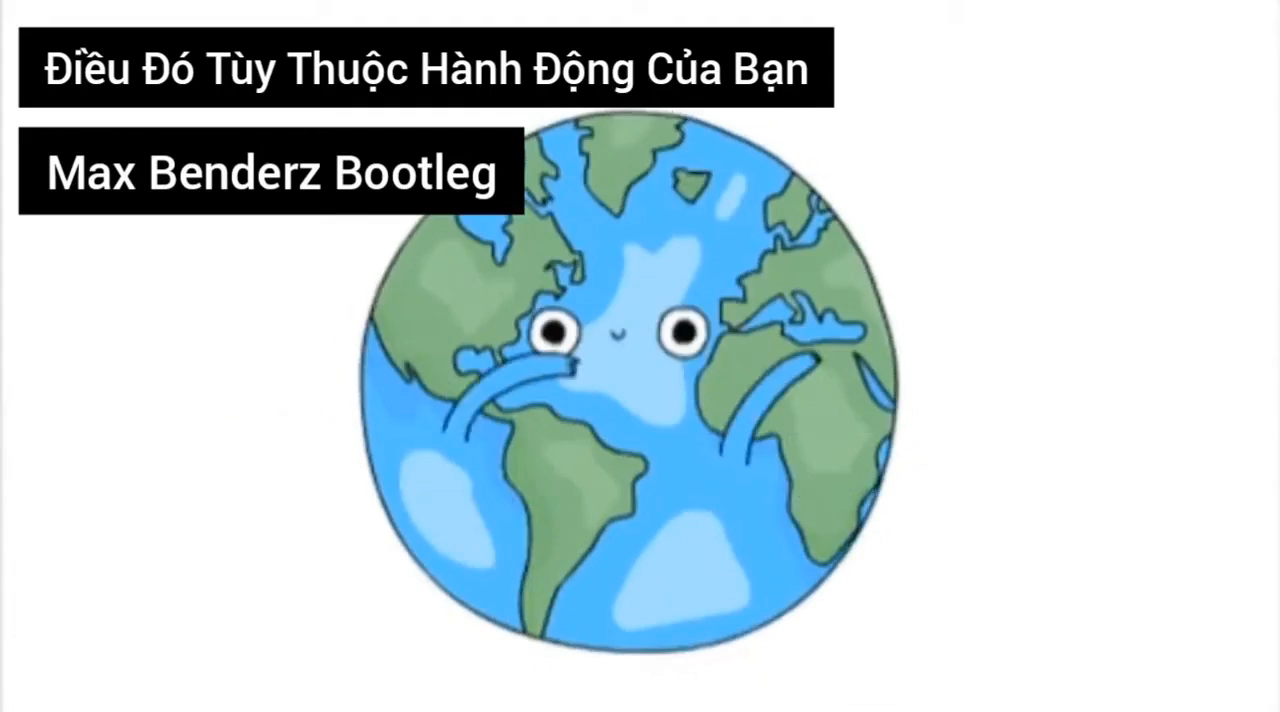 Điều Đó Tùy Thuộc Hành Động Của Bạn
Max Benderz Bootleg